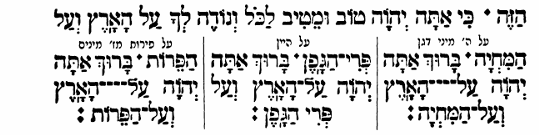 הַזֶּה· כִּי אַתָּה יְהֹוָה טוֹב וּמֵטִיב לַכֹּל וְנוֹדֶה לְךָ עַל הָאָרֶץ וְעַל
על ה' מיני דגן
הַמִּחְיָה· בָּרוּךְ אַתָּה
יְהֹוָה עַל־הָאָרֶץ
וְעַל־הַמִּחְיָה:
על היין
פְּרִי־הַגָּפֶן· בָּרוּךְ אַתָּה
יְהֹוָה עַל־הָאָרֶץ וְעַל
פְּרִי הַגָּפֶן:
על פירות מז' מינים
הַפֵּרוֹת· בָּרוּךְ אַתָּה
יְהֹוָה עַל־הָאָרֶץ
וְעַל־הַפֵּרוֹת: